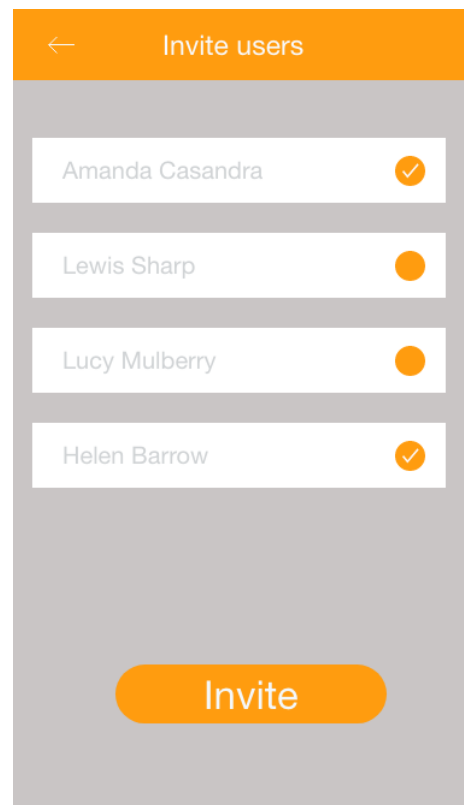 Invite users
Amanda Casandra
Lewis Sharp
Lucy Mulberry
Helen Barrow
Invite